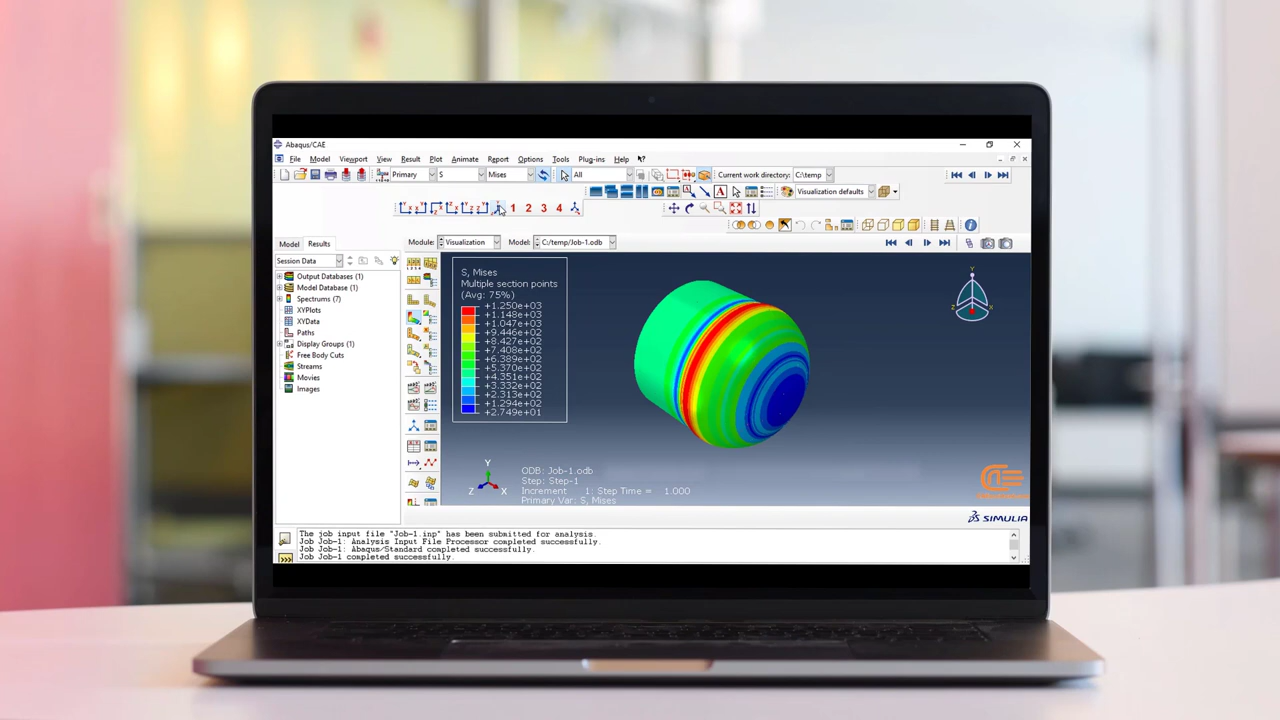 Abaqus/CAE
File Model Viewport View Result Plot Animate Report Options Tools Plug-ins Help
Primary S Mises All Current work directory: C:\temp
A Visualization defaults
1 2 3 4
Model Results Module: Visualization Model: C:/temp/Job-1.odb
Session Data
Output Databases (1)
Model Database (1)
Spectrums (7)
XYPlots
XYData
Paths
Display Groups (1)
Free Body Cuts
Streams
Movies
Images
S, Mises
Multiple section points
(Avg: 75%)
+1.250e+03
+1.148e+03
+1.047e+03
+9.446e+02
+8.427e+02
+7.408e+02
+6.389e+02
+5.370e+02
+4.351e+02
+3.332e+02
+2.313e+02
+1.294e+02
+2.749e+01
Y
Z X
Y
Z X
ODB: Job-1.odb
Step: Step-1
Increment 1: Step Time = 1.000
Primary Var: S, Mises
SIMULIA
The job input file "Job-1.inp" has been submitted for analysis.
Job Job-1: Analysis Input File Processor completed successfully.
Job Job-1: Abaqus/Standard completed successfully.
Job Job-1 completed successfully.
>>>